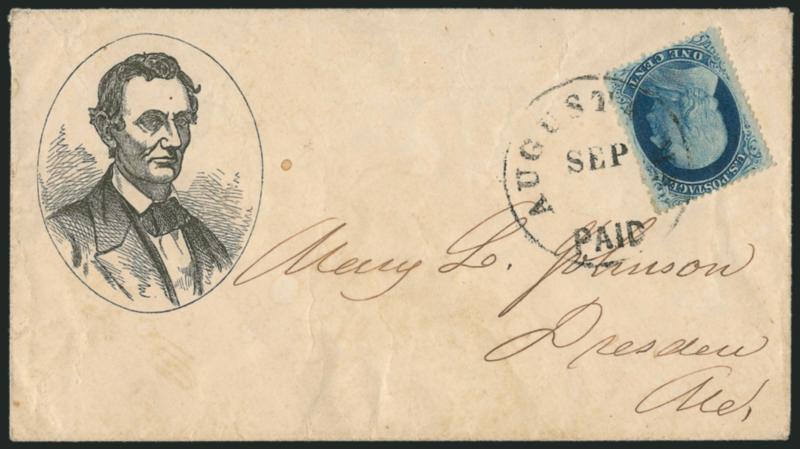 ONE CENT
U.S. POSTAGE
AUGUST
SEP
PAID
Mary L. Johnson
Dresden
Me.